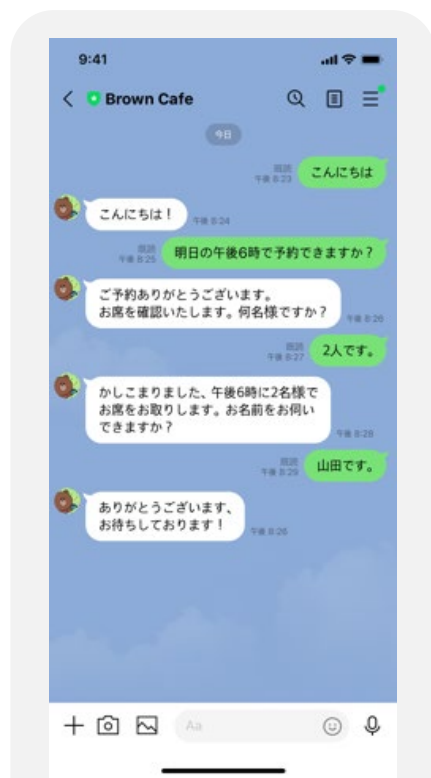 9:41
Brown Cafe
今日
既読
午後 8:23
こんにちは
こんにちは！
午後 8:24
既読
午後 8:25
明日の午後6時で予約できますか？
ご予約ありがとうございます。
お席を確認いたします。何名様ですか？
午後 8:26
既読
午後 8:27
2人です。
かしこまりました、午後6時に2名様で
お席をお取りします。お名前をお伺い
できますか？
午後 8:28
既読
午後 8:29
山田です。
ありがとうございます、
お待ちしております！
午後 8:26
Aa